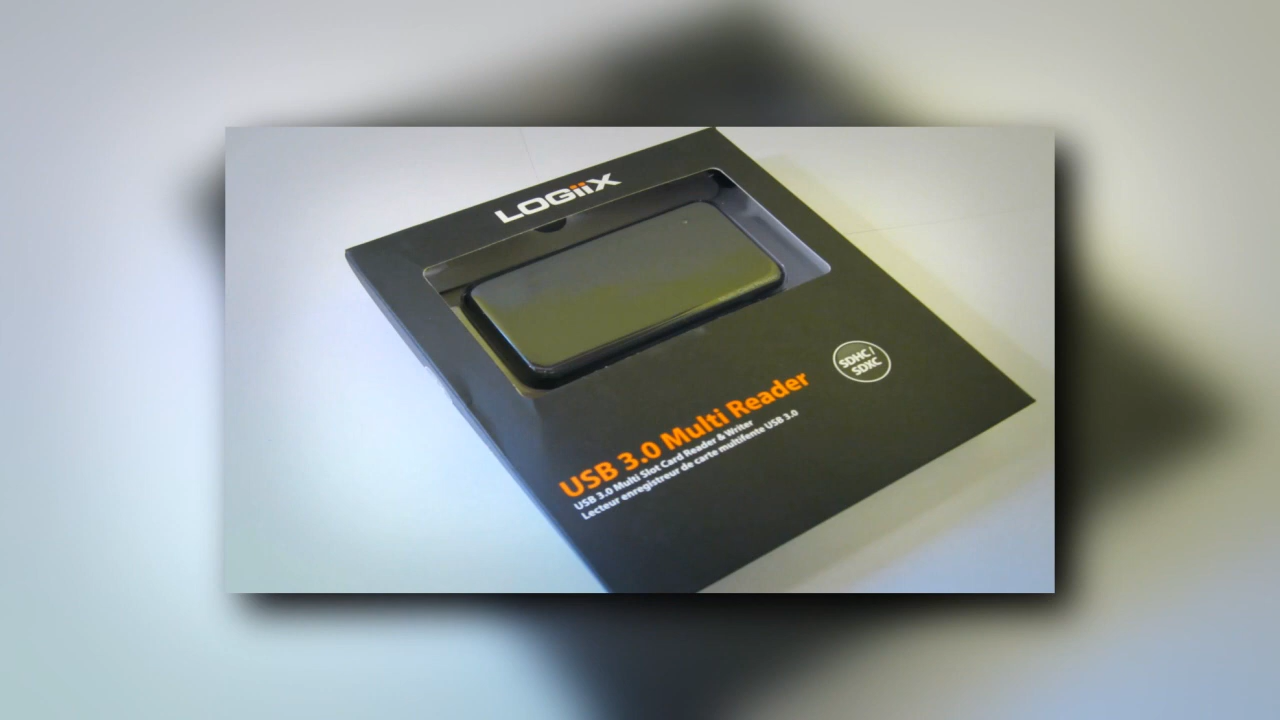 LOGiiX
SDHC/
SDXC
USB 3.0 Multi Reader
USB 3.0 Multi Slot Card Reader & Writer
Lecteur enregistreur de carte multifente USB 3.0